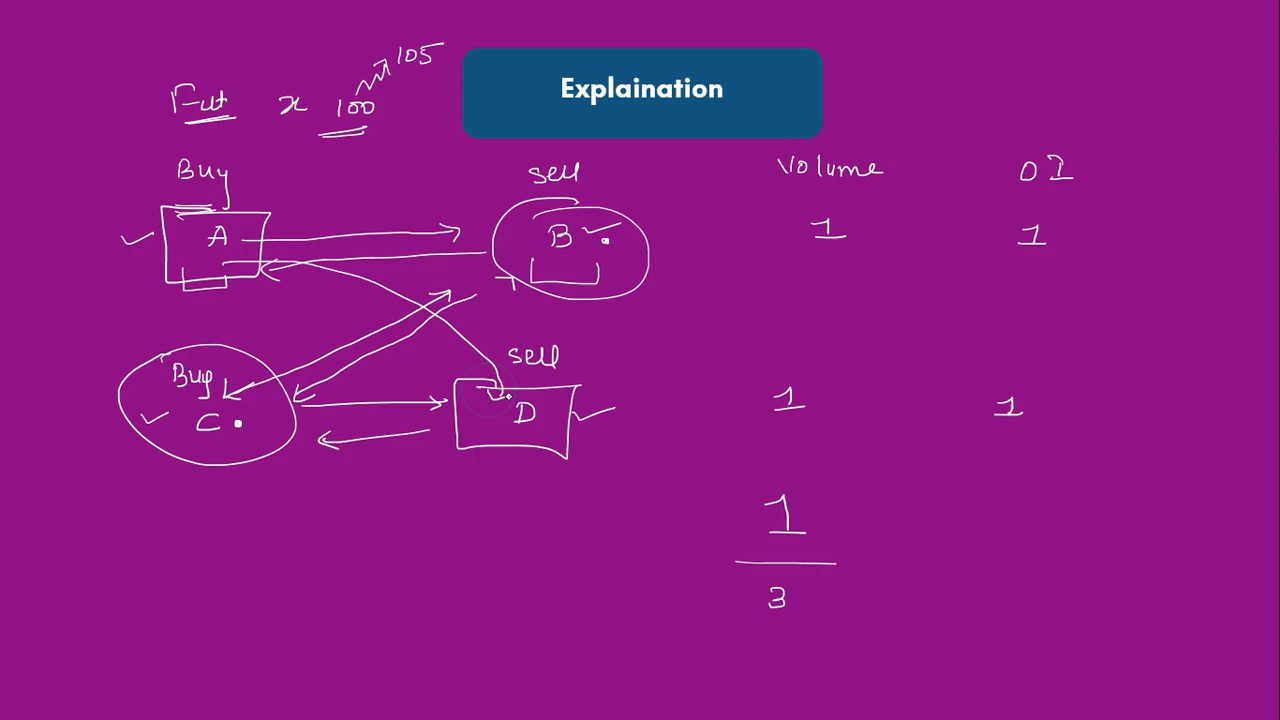 105
Explaination
Fut x 100
Buy sell Volume OI
A B 1 1
sell
Buy
C D 1 1
1
3